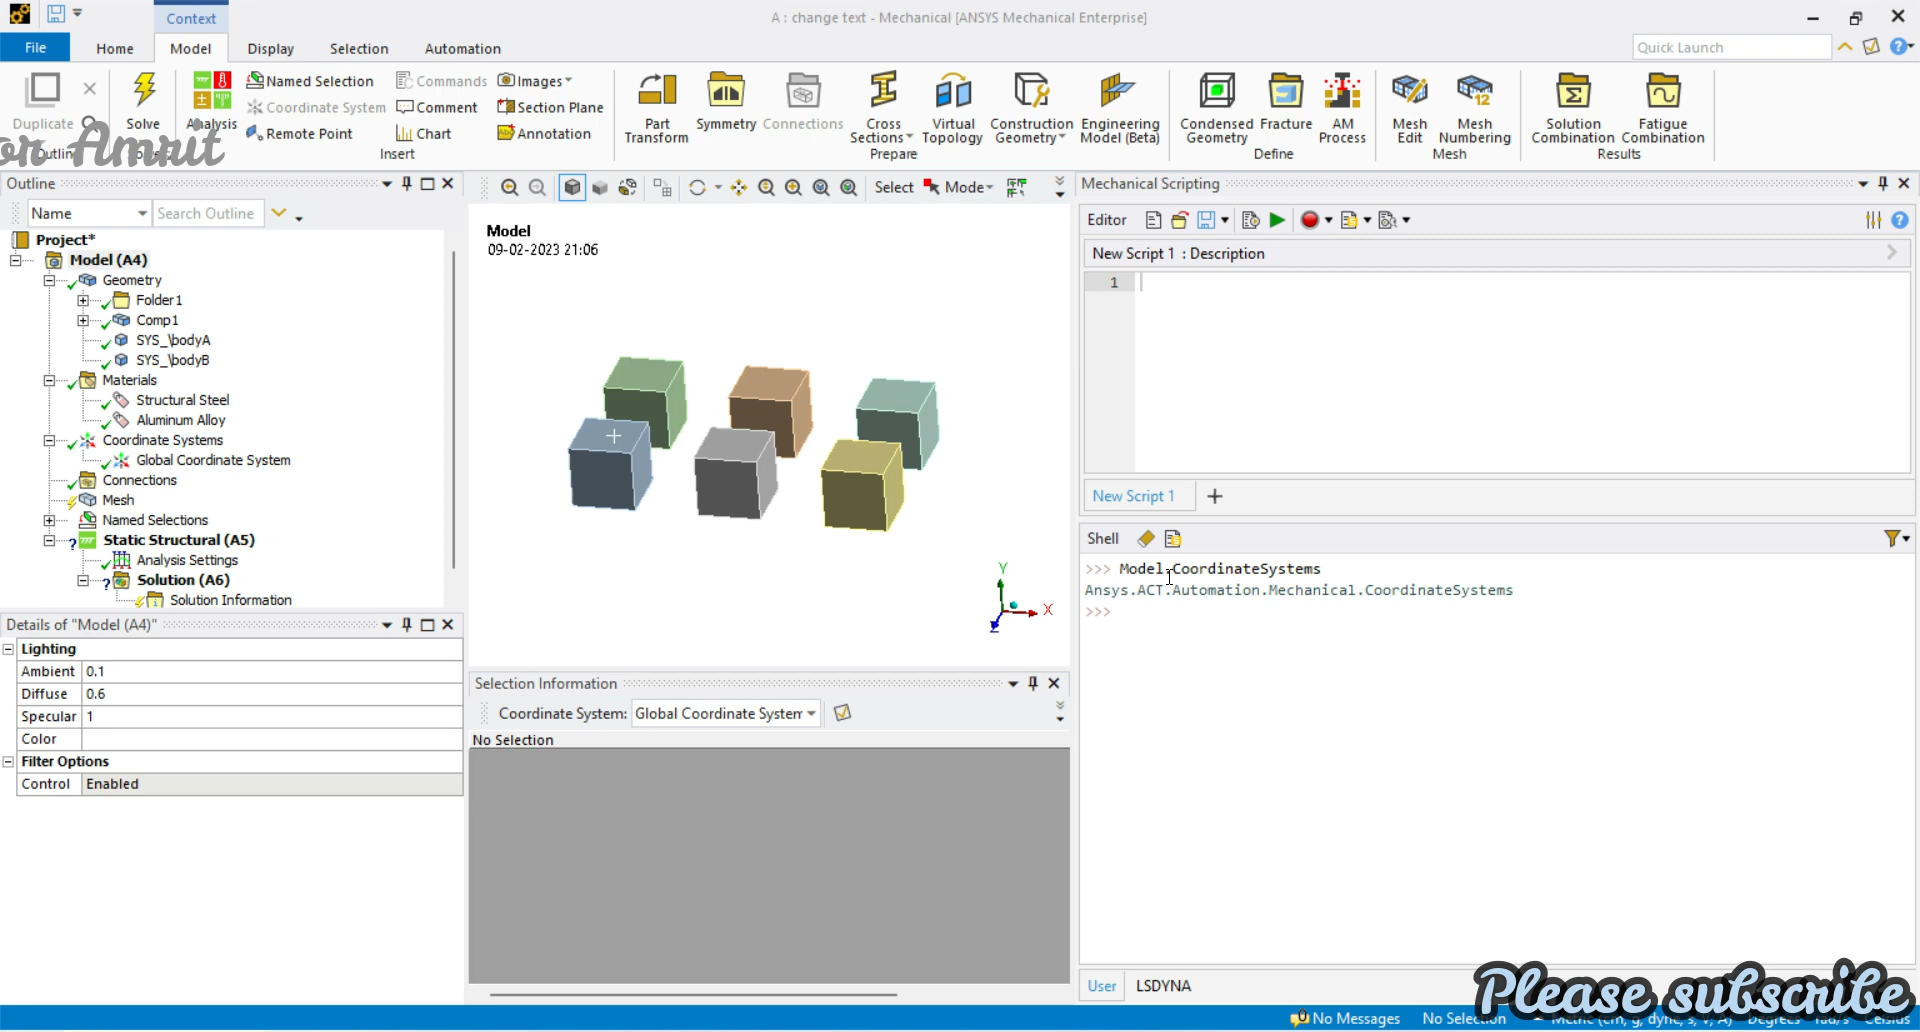 Context
A : change text - Mechanical [ANSYS Mechanical Enterprise]
File
Home
Model
Display
Selection
Automation
Quick Launch
Duplicate
Solve
Analysis
Named Selection
Coordinate System
Remote Point
Commands
Comment
Chart
Images
Section Plane
Annotation
Part Transform
Symmetry
Connections
Cross Sections
Virtual Topology
Construction Geometry
Engineering Model (Beta)
Condensed Geometry
Fracture
AM Process
Mesh Edit
Mesh Numbering
Solution Combination
Fatigue Combination
or Amrut
Insert
Prepare
Define
Mesh
Results
Outline
Name
Search Outline
Project*
Model (A4)
Geometry
Folder1
Comp1
SYS_\bodyA
SYS_\bodyB
Materials
Structural Steel
Aluminum Alloy
Coordinate Systems
Global Coordinate System
Connections
Mesh
Named Selections
Static Structural (A5)
Analysis Settings
Solution (A6)
Solution Information
Details of "Model (A4)"
Lighting
Ambient 0.1
Diffuse 0.6
Specular 1
Color
Filter Options
Control Enabled
Select
Mode
Model
09-02-2023 21:06
Y
X
Z
Selection Information
Coordinate System: Global Coordinate System
No Selection
Mechanical Scripting
Editor
New Script 1 : Description
1
New Script 1 +
Shell
>>> Model.CoordinateSystems
Ansys.ACT.Automation.Mechanical.CoordinateSystems
>>>
User
LSDYNA
Please subscribe
0 No Messages
No Selection